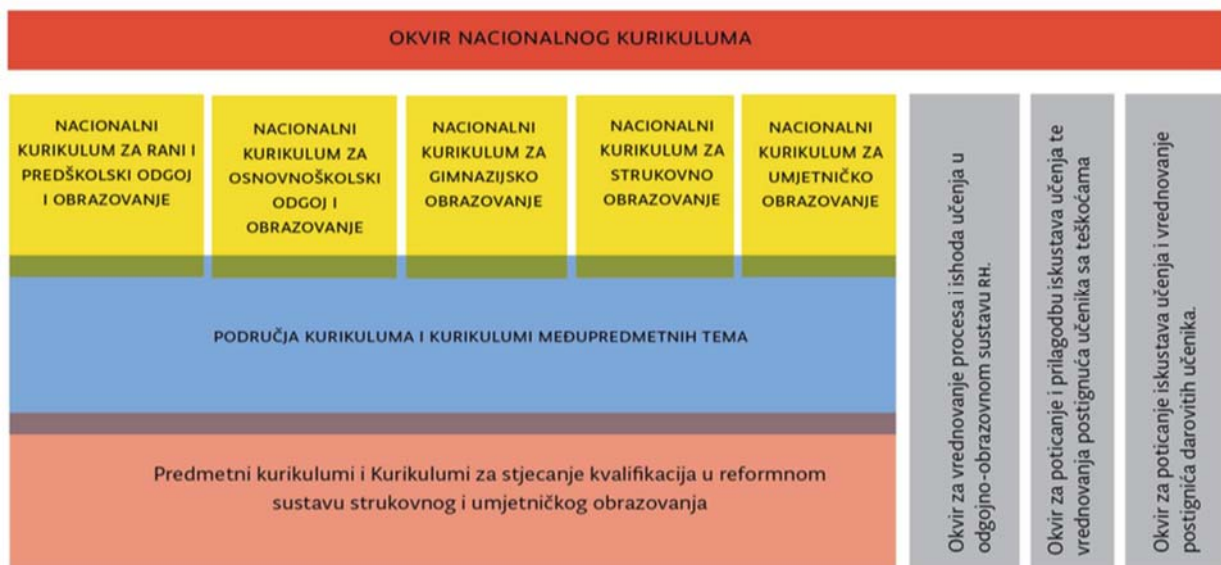 OKVIR NACIONALNOG KURIKULUMA
NACIONALNI
KURIKULUM ZA RANI I
PREDŠKOLSKI ODGOJ
I OBRAZOVANJE
NACIONALNI
KURIKULUM ZA
OSNOVNOŠKOLSKI
ODGOJ I
OBRAZOVANJE
NACIONALNI
KURIKULUM ZA
GIMNAZIJSKO
OBRAZOVANJE
NACIONALNI
KURIKULUM ZA
STRUKOVNO
OBRAZOVANJE
NACIONALNI
KURIKULUM ZA
UMJETNIČKO
OBRAZOVANJE
PODRUČJA KURIKULUMA I KURIKULUMI MEĐUPREDMETNIH TEMA
Predmetni kurikulumi i Kurikulumi za stjecanje kvalifikacija u reformnom
sustavu strukovnog i umjetničkog obrazovanja
Okvir za vrednovanje procesa i ishoda učenja u
odgojno-obrazovnom sustavu RH.
Okvir za poticanje i prilagodbu iskustava učenja te
vrednovanja postignuća učenika sa teškoćama
Okvir za poticanje iskustava učenja i vrednovanje
postignića darovitih učenika.